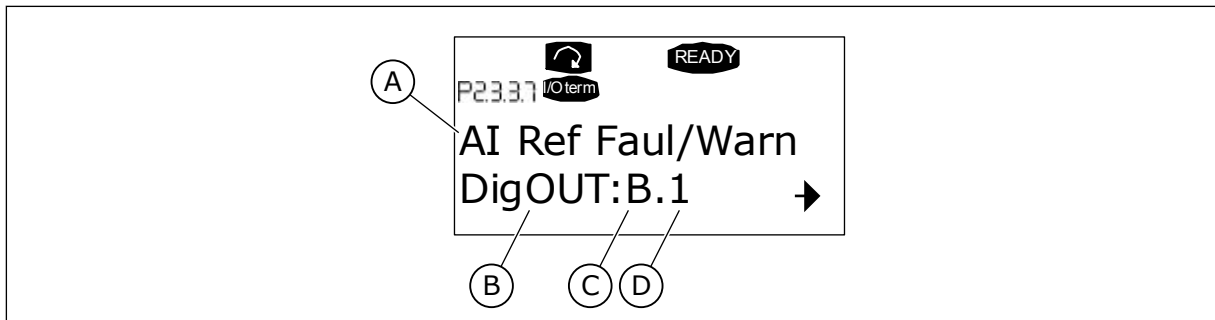 READY
A
P2.3.3.7 I/Oterm
AI Ref Faul/Warn
DigOUT:B.1
B C D